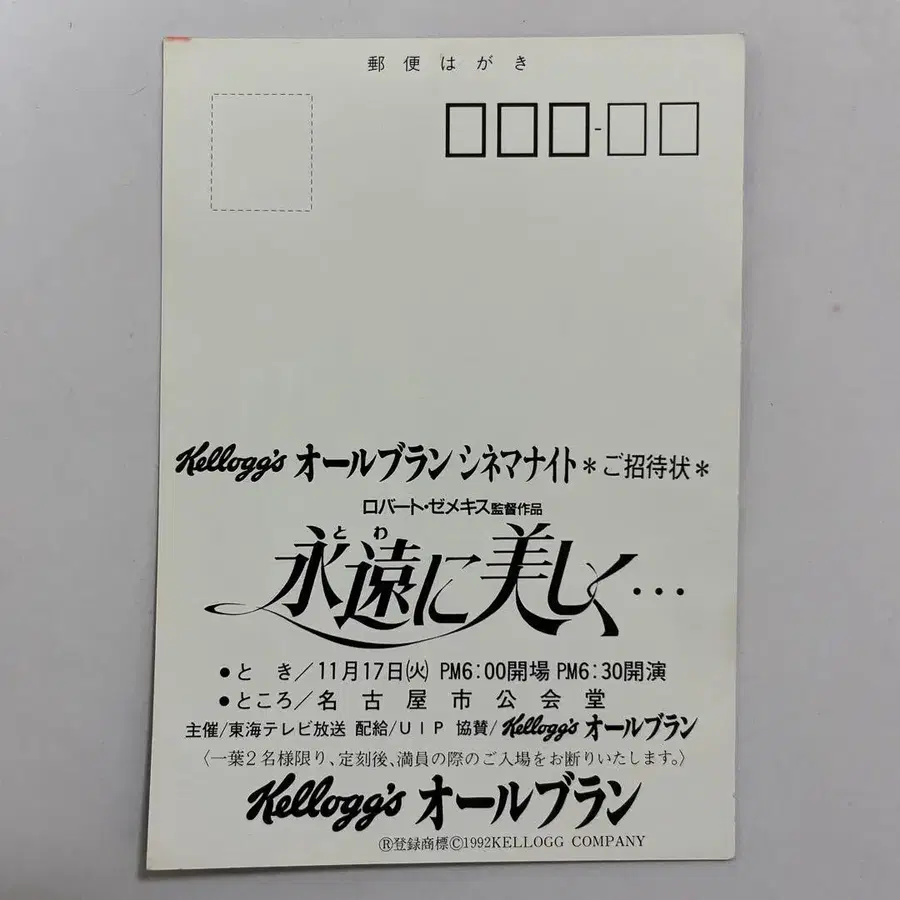 郵便はがき
-
Kellogg's オールブラン シネマナイト*ご招待状*
ロバート・ゼメキス監督作品
とわ
永遠に美しく…
●とき/11月17日㈫ PM6:00開場 PM6:30開演
●ところ/名古屋市公会堂
主催/東海テレビ放送 配給/UIP 協賛/Kellogg's オールブラン
〈一葉2名様限り、定刻後、満員の際のご入場をお断りいたします。〉
Kellogg's オールブラン
Ⓡ登録商標Ⓒ1992KELLOGG COMPANY